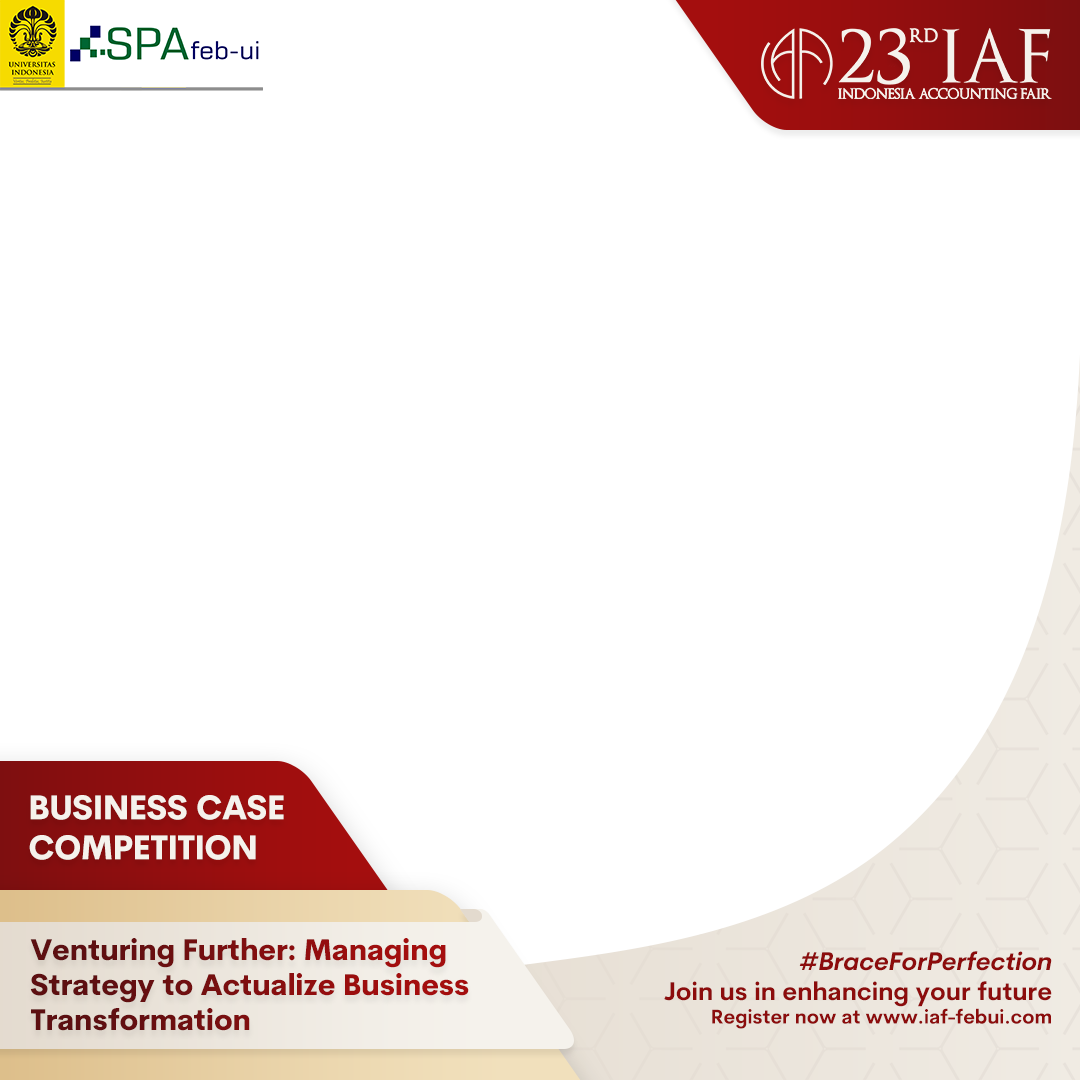 UNIVERSITAS
INDONESIA
SPAfeb-ui
23RD IAF
INDONESIA ACCOUNTING FAIR
BUSINESS CASE
COMPETITION
Venturing Further: Managing
Strategy to Actualize Business
Transformation
#BraceForPerfection
Join us in enhancing your future
Register now at www.iaf-febui.com